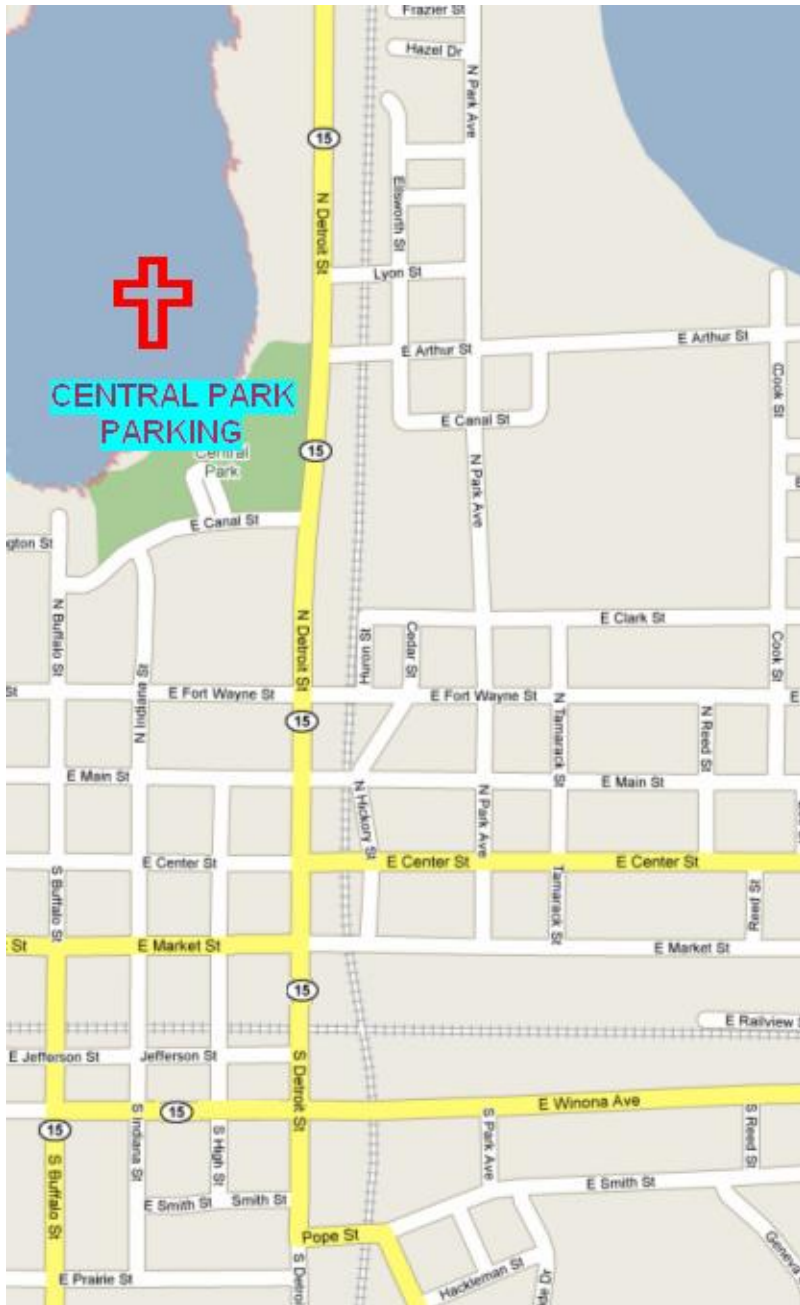 Frazier St
Hazel Dr
N Park Ave
15
N Detroit St
Ellsworth St
Lyon St
E Arthur St
E Arthur St
Cook St
CENTRAL PARK
PARKING
Central
Park
E Canal St
15
N Park Ave
E Canal St
gton St
N Buffalo St
N Indiana St
N Detroit St
Huron St
Cedar St
E Clark St
Cook St
St
E Fort Wayne St
E Fort Wayne St
E
15
N Tamarack St
N Reed St
E Main St
N Hickory St
N Park Ave
E Main St
E Center St
E Center St
E Center St
S Buffalo St
Tamarack St
Reed St
St
E Market St
E Market St
15
E Railview
E Jefferson St
Jefferson St
S Detroit St
E Winona Ave
15
15
S Indiana St
S High St
S Park Ave
S Reed St
S Buffalo St
E Smith St
Smith St
E Smith St
Pope St
Geneva
E Prairie St
S Detroi
Hackleman St
Dr